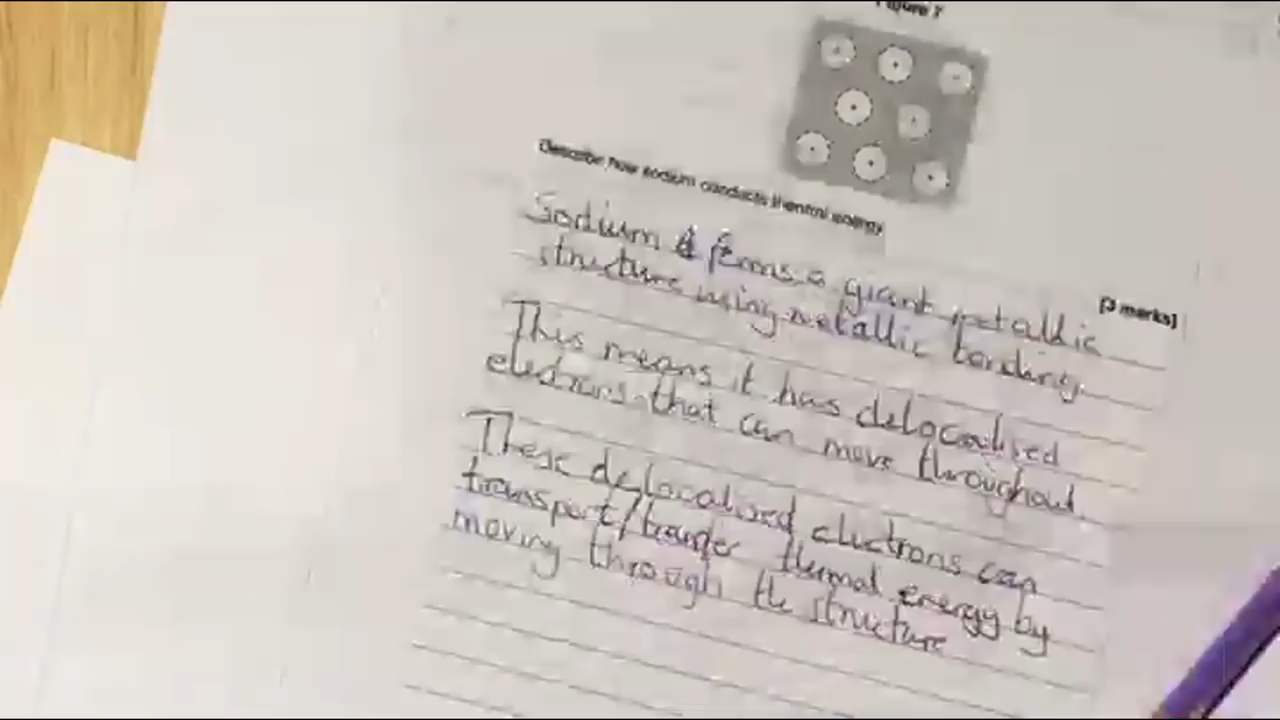 Figure 7
Describe how sodium conducts thermal energy
[3 marks]
Sodium forms a giant metallic
structure using metallic bonding.
This means it has delocalised
electrons that can move throughout.
These delocalised electrons can
transport/transfer thermal energy by
moving through the structure